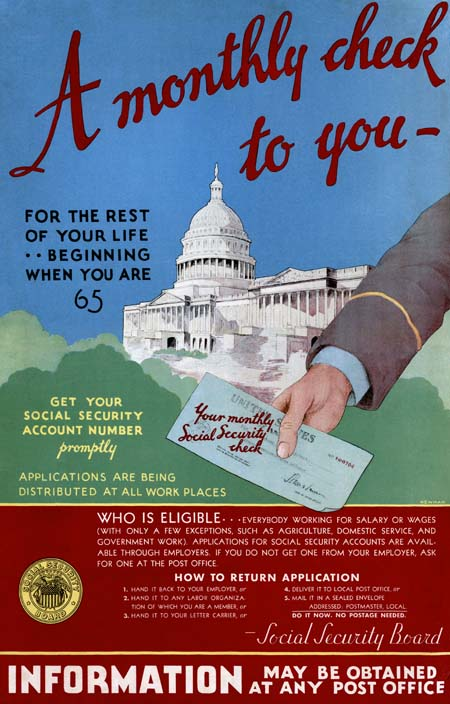 A monthly check
to you-
FOR THE REST
OF YOUR LIFE
·· BEGINNING
WHEN YOU ARE
65
UNITED STATES
Your monthly
Social Security
check
GET YOUR
SOCIAL SECURITY
ACCOUNT NUMBER
promptly
APPLICATIONS ARE BEING
DISTRIBUTED AT ALL WORK PLACES
WHO IS ELIGIBLE ··· EVERYBODY WORKING FOR SALARY OR WAGES
(WITH ONLY A FEW EXCEPTIONS, SUCH AS AGRICULTURE, DOMESTIC SERVICE, AND
GOVERNMENT WORK). APPLICATIONS FOR SOCIAL SECURITY ACCOUNTS ARE AVAIL-
ABLE THROUGH EMPLOYERS. IF YOU DO NOT GET ONE FROM YOUR EMPLOYER, ASK
FOR ONE AT THE POST OFFICE.
HOW TO RETURN APPLICATION
1. HAND IT BACK TO YOUR EMPLOYER, or
2. HAND IT TO ANY LABOR ORGANIZA-
TION OF WHICH YOU ARE A MEMBER, or
3. HAND IT TO YOUR LETTER CARRIER, or
4. DELIVER IT TO LOCAL POST OFFICE, or
5. MAIL IT IN A SEALED ENVELOPE
ADDRESSED: POSTMASTER, LOCAL.
DO IT NOW. NO POSTAGE NEEDED.
SOCIAL SECURITY
BOARD
-Social Security Board
INFORMATION MAY BE OBTAINED
AT ANY POST OFFICE